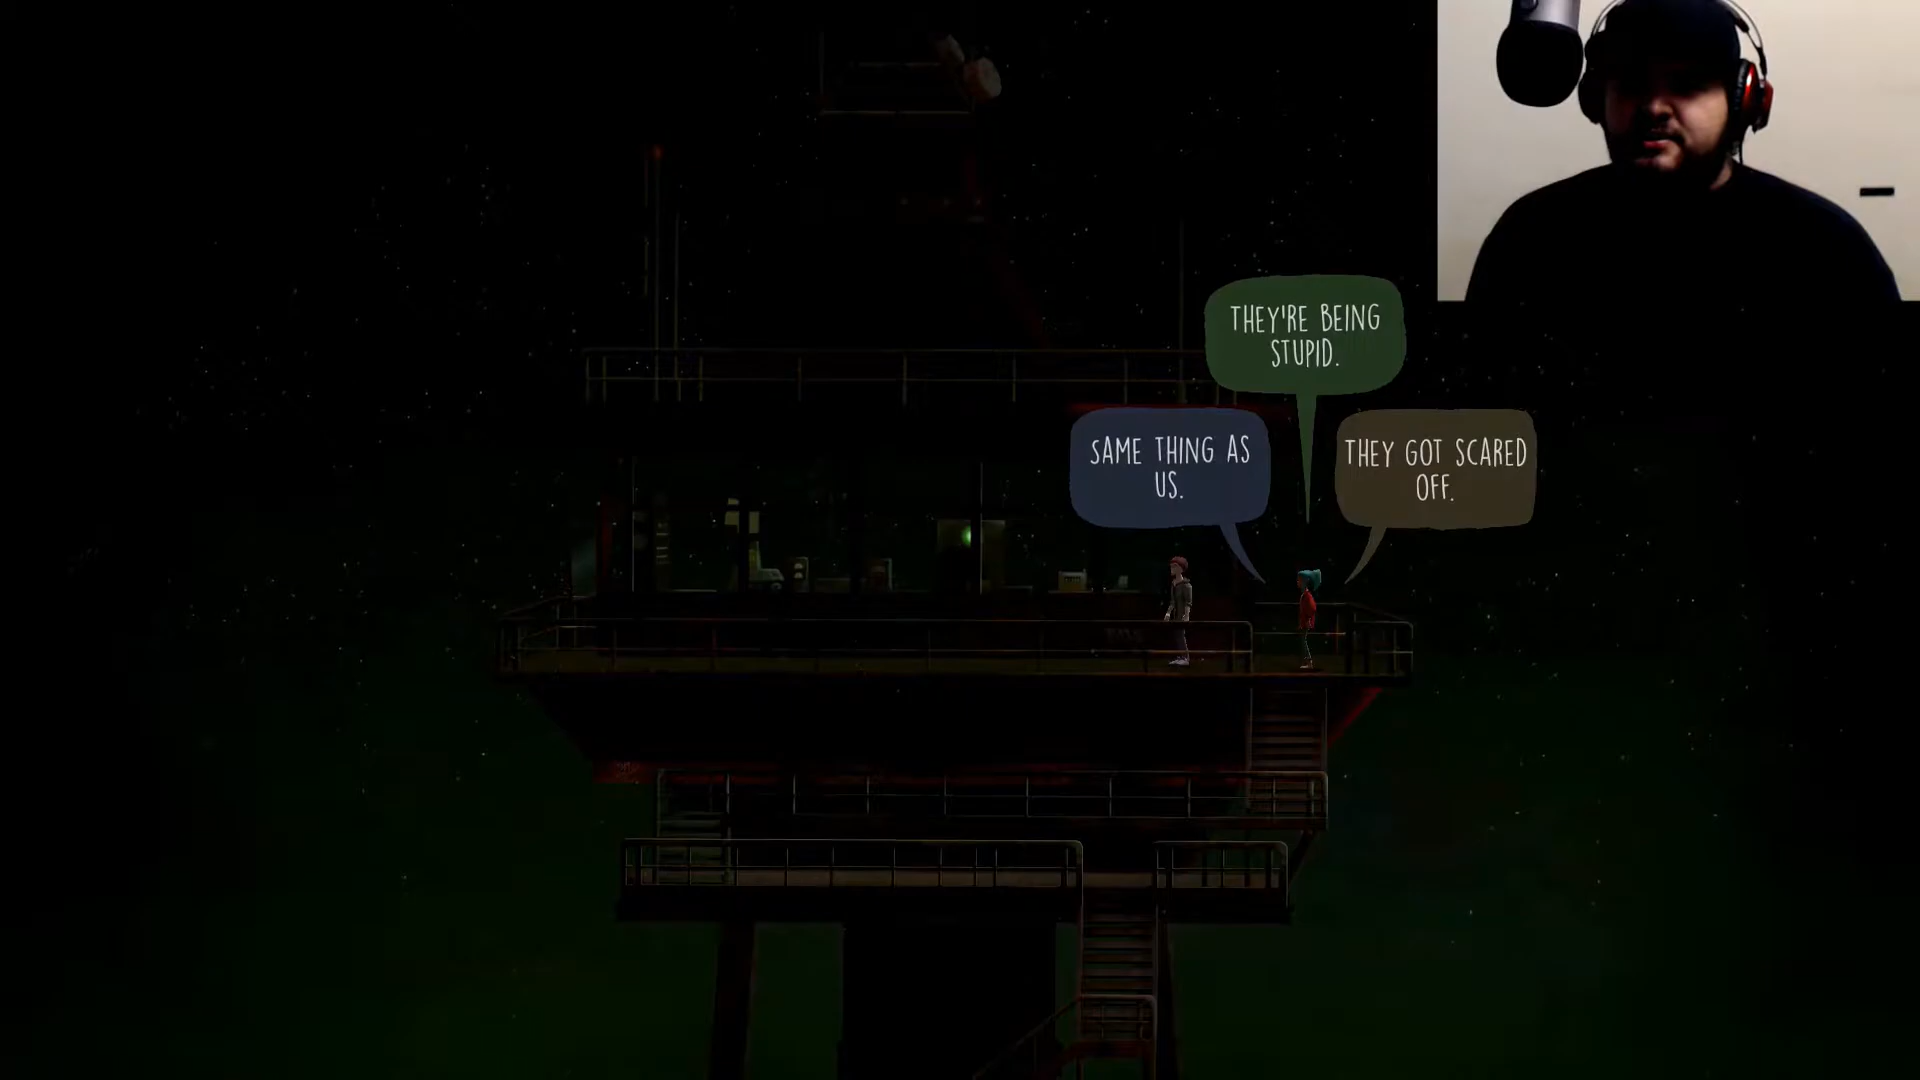 THEY'RE BEING
STUPID.
SAME THING AS
US.
THEY GOT SCARED
OFF.